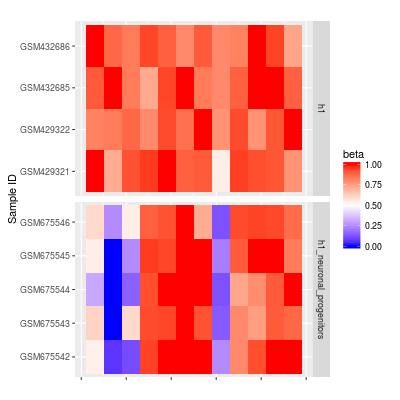 GSM432686
GSM432685
GSM429322
GSM429321
h1
GSM675546
GSM675545
GSM675544
GSM675543
GSM675542
h1_neuronal_progenitors
Sample ID
beta
1.00
0.75
0.50
0.25
0.00